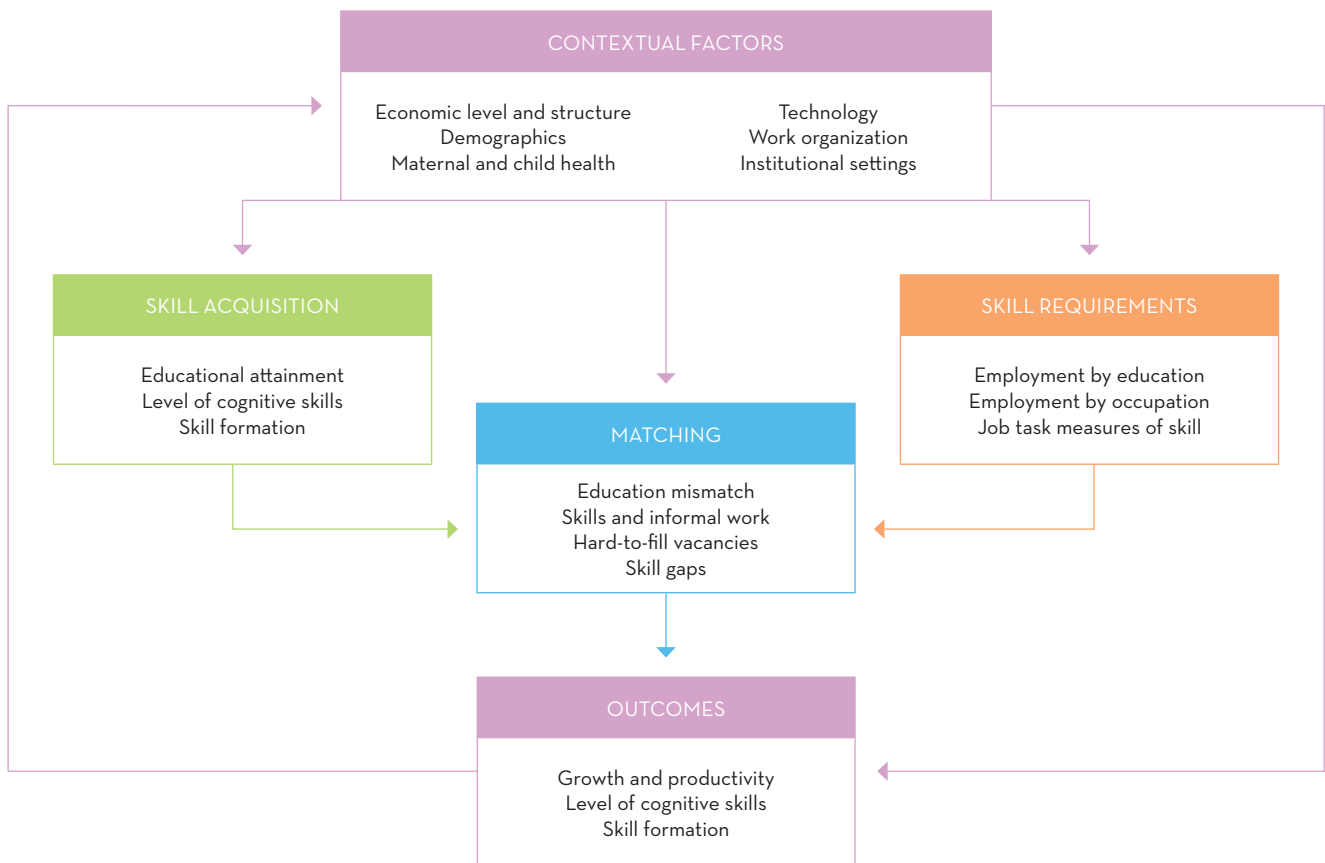 CONTEXTUAL FACTORS
Economic level and structure
Demographics
Maternal and child health
Technology
Work organization
Institutional settings
SKILL ACQUISITION
Educational attainment
Level of cognitive skills
Skill formation
SKILL REQUIREMENTS
Employment by education
Employment by occupation
Job task measures of skill
MATCHING
Education mismatch
Skills and informal work
Hard-to-fill vacancies
Skill gaps
OUTCOMES
Growth and productivity
Level of cognitive skills
Skill formation